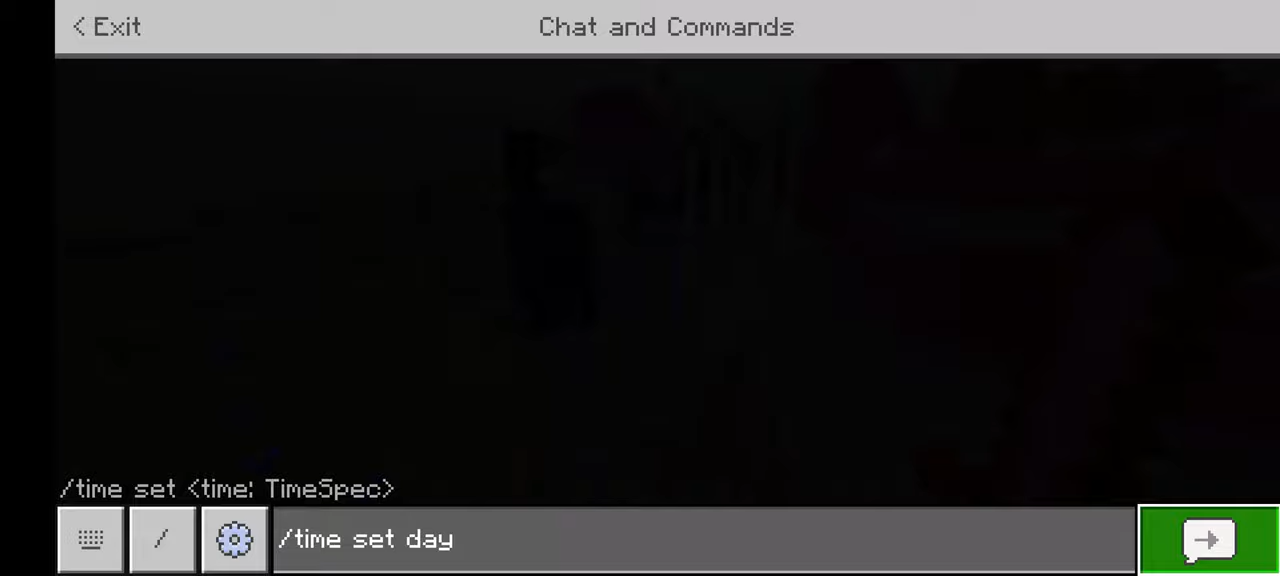 < Exit
Chat and Commands
/time set <time: TimeSpec>
/
/time set day